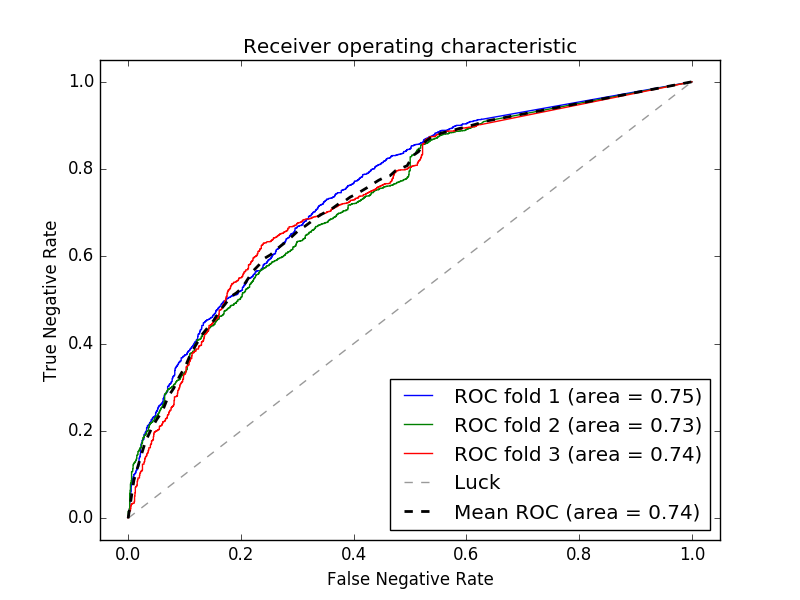 Receiver operating characteristic
1.0
0.8
0.6
0.4
0.2
0.0
True Negative Rate
ROC fold 1 (area = 0.75)
ROC fold 2 (area = 0.73)
ROC fold 3 (area = 0.74)
Luck
Mean ROC (area = 0.74)
0.0 0.2 0.4 0.6 0.8 1.0
False Negative Rate